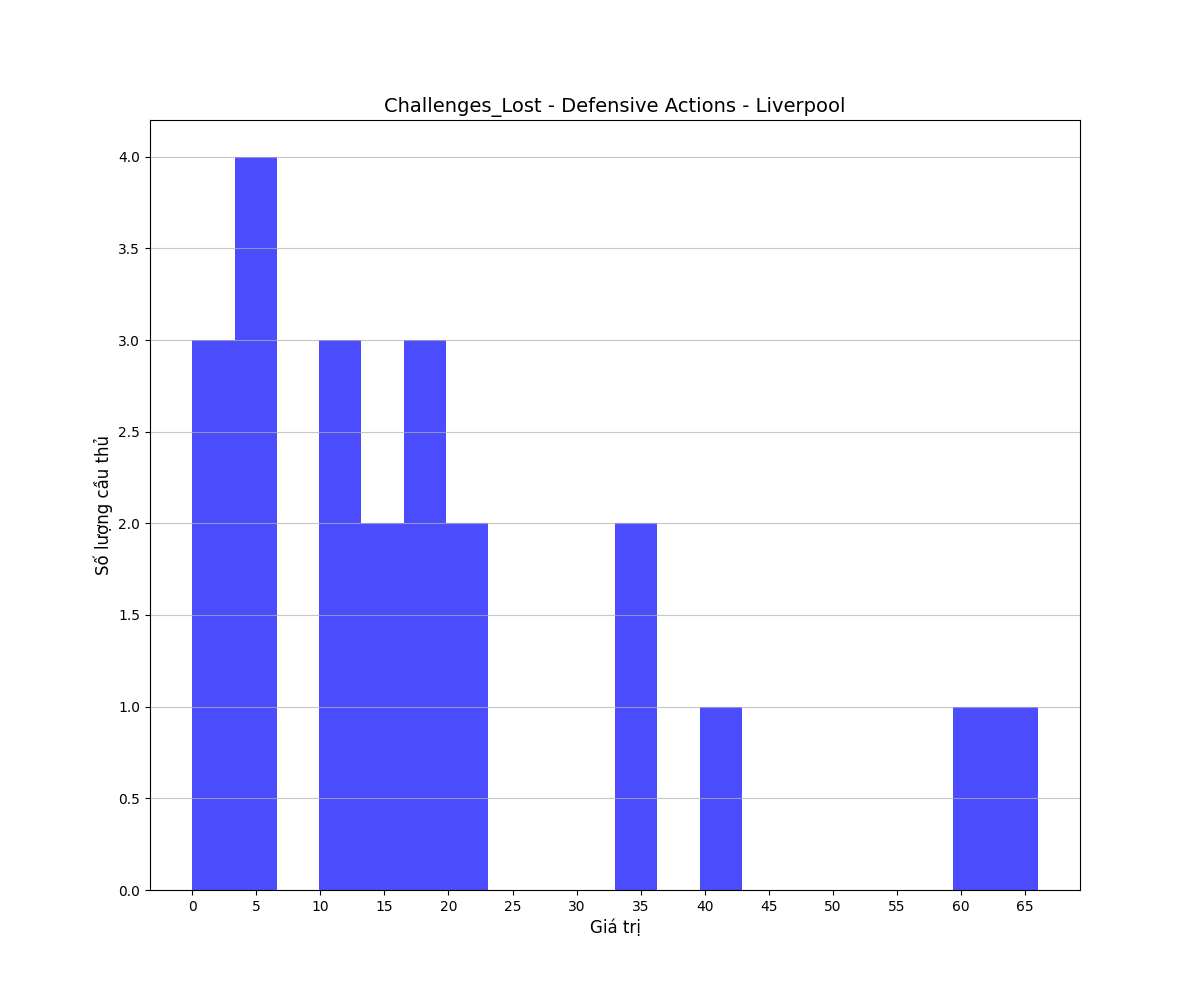 Challenges_Lost - Defensive Actions - Liverpool
4.0
3.5
3.0
2.5
2.0
1.5
1.0
0.5
0.0
Số lượng cầu thủ
0 5 10 15 20 25 30 35 40 45 50 55 60 65
Giá trị